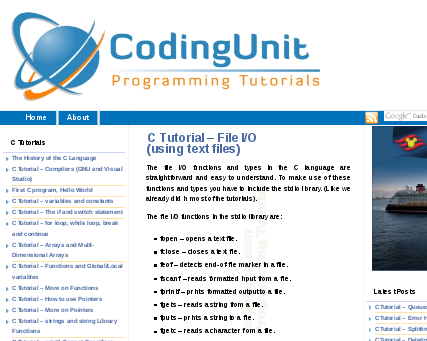 CodingUnit
Programming Tutorials
Home
About
Google™ Custo
C Tutorials
The History of the C Language
C Tutorial – Compilers (GNU and Visual
Studio)
First C program, Hello World
C Tutorial – variables and constants
C Tutorial – The if and switch statement
C Tutorial – for loop, while loop, break
and continue
C Tutorial – Arrays and Multi-
Dimensional Arrays
C Tutorial – Functions and Global/Local
variables
C Tutorial – More on Functions
C Tutorial – How to use Pointers
C Tutorial – More on Pointers
C Tutorial – strings and string Library
Functions
C Tutorial – File I/O
(using text files)
The file I/O functions and types in the C language are
straightforward and easy to understand. To make use of these
functions and types you have to include the stdio library. (Like we
already did in most of the tutorials).
The file I/O functions in the stdio library are:
fopen – opens a text file.
fclose – closes a text file.
feof – detects end-of-file marker in a file.
fscanf – reads formatted input from a file.
fprintf – prints formatted output to a file.
fgets – reads a string from a file.
fputs – prints a string to a file.
fgetc – reads a character from a file.
Latest Posts
C Tutorial – Queue
C Tutorial – Error H
C Tutorial – Splittin
C Tutorial – Deletin